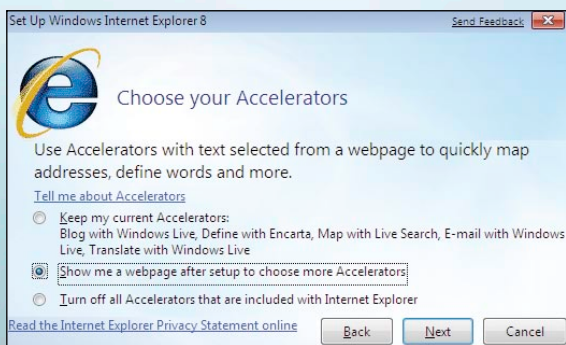 Set Up Windows Internet Explorer 8
Send Feedback
Choose your Accelerators
Use Accelerators with text selected from a webpage to quickly map
addresses, define words and more.
Tell me about Accelerators
Keep my current Accelerators:
Blog with Windows Live, Define with Encarta, Map with Live Search, E-mail with Windows
Live, Translate with Windows Live
Show me a webpage after setup to choose more Accelerators
Turn off all Accelerators that are included with Internet Explorer
Read the Internet Explorer Privacy Statement online
Back
Next
Cancel